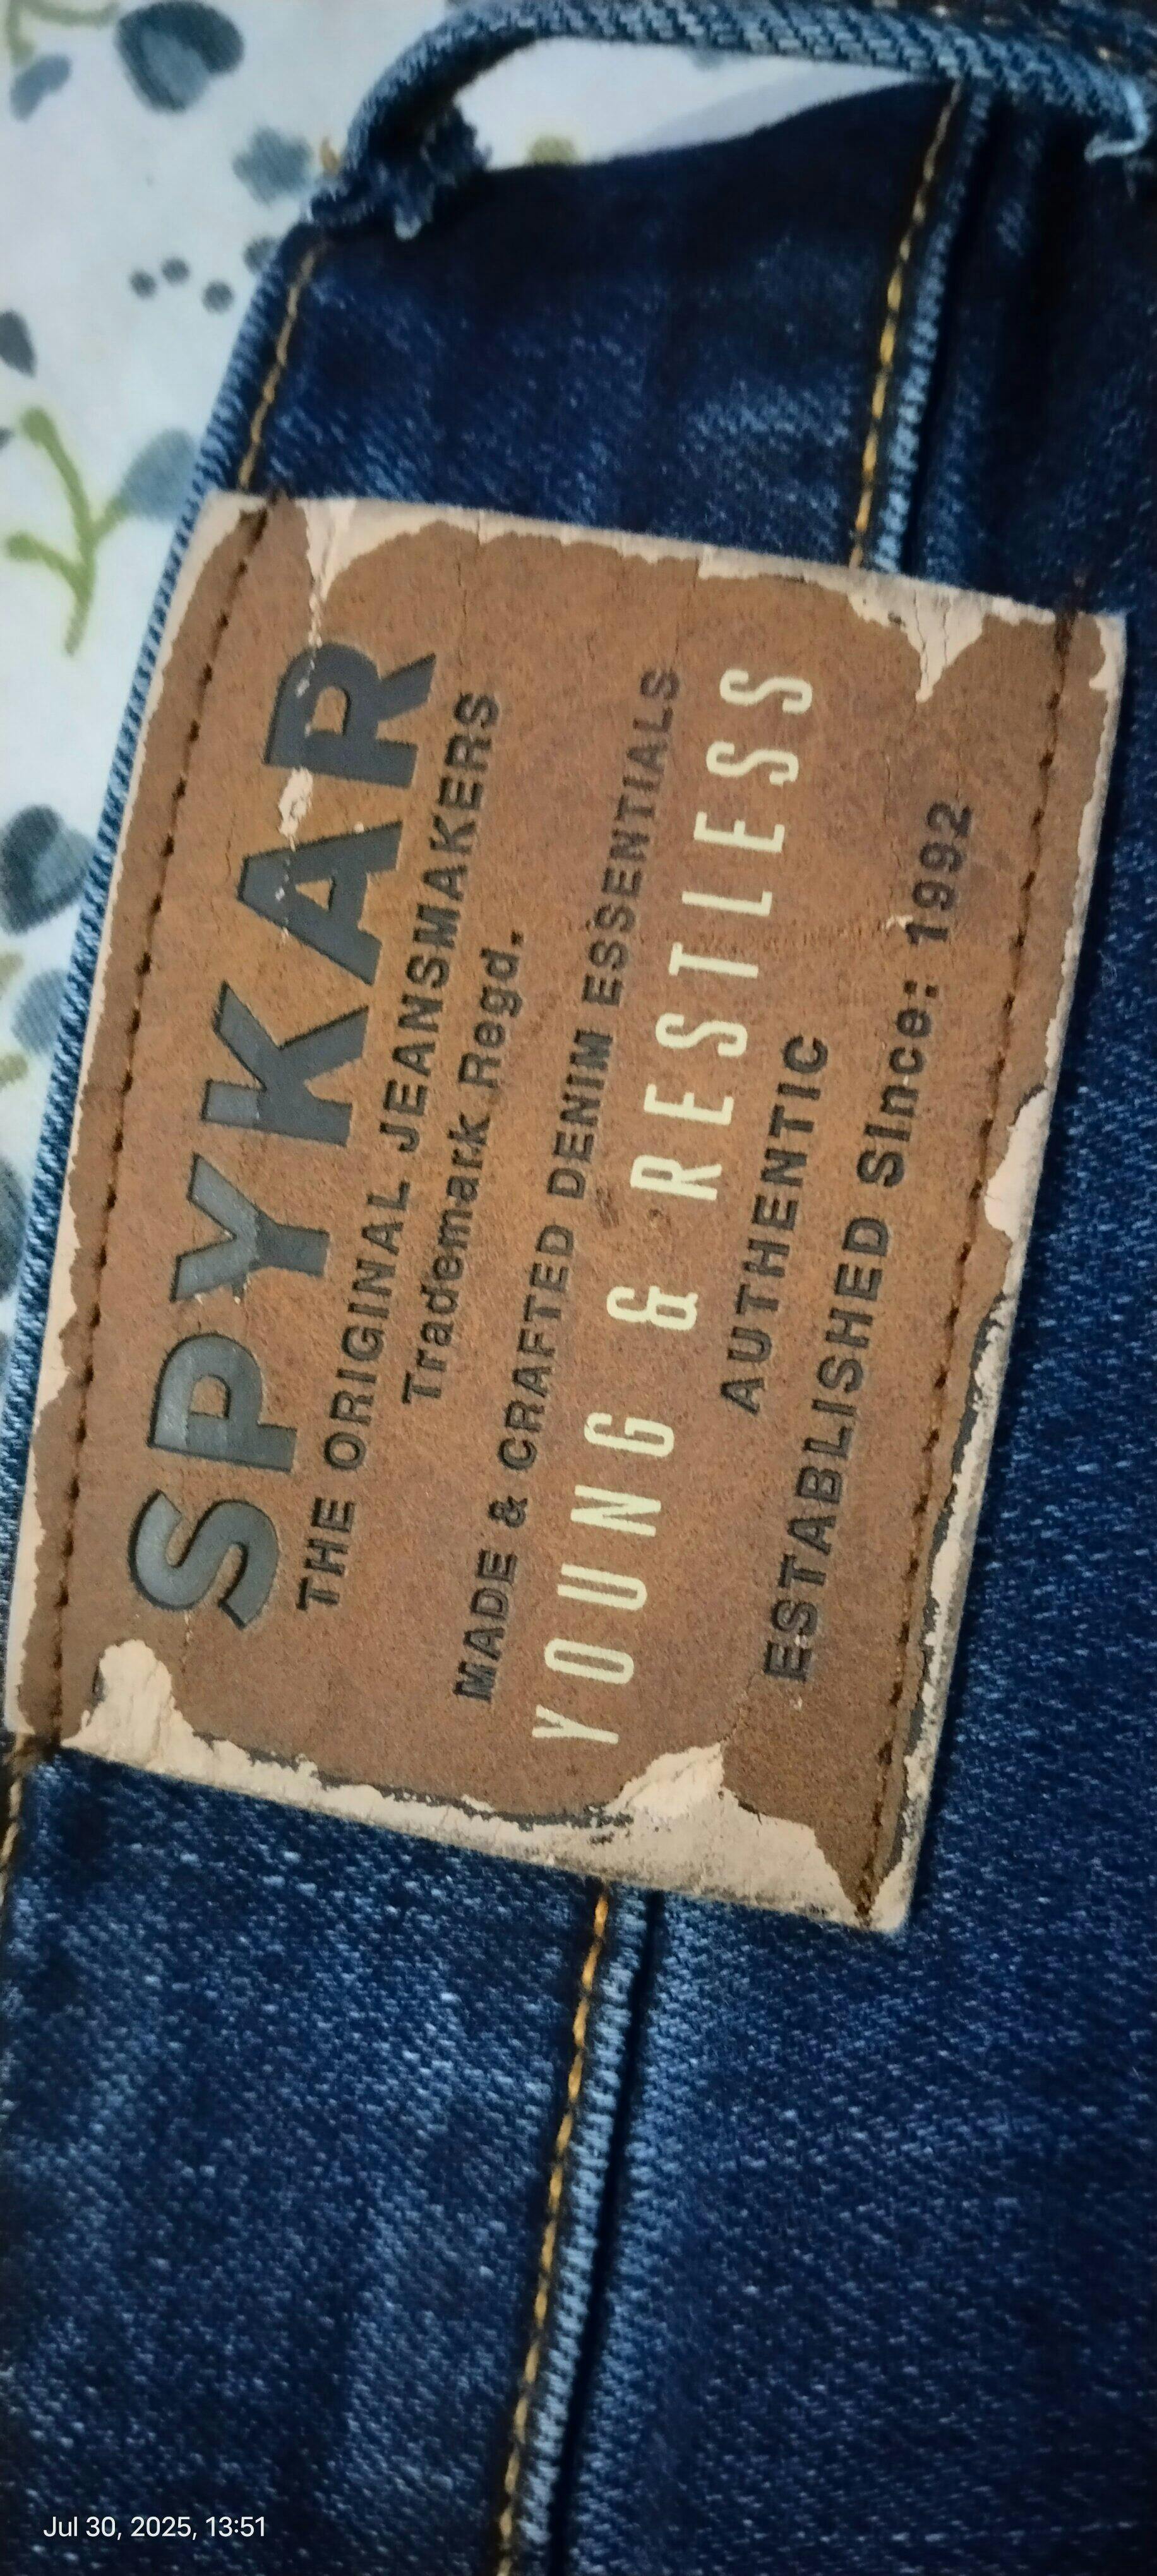 SPYKAR
THE ORIGINAL JEANSMAKERS
Trademark Regd.
MADE & CRAFTED DENIM ESSENTIALS
YOUNG & RESTLESS
AUTHENTIC
ESTABLISHED Since: 1992
Jul 30, 2025, 13:51